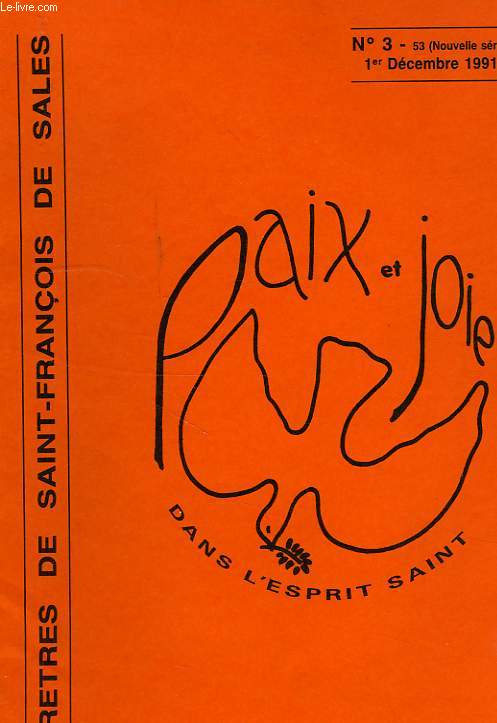 Le-livre.com
N° 3 - 53 (Nouvelle sér
1er Décembre 1991
RETRES DE SAINT-FRANÇOIS DE SALES
Paix et joie
DANS L'ESPRIT SAINT